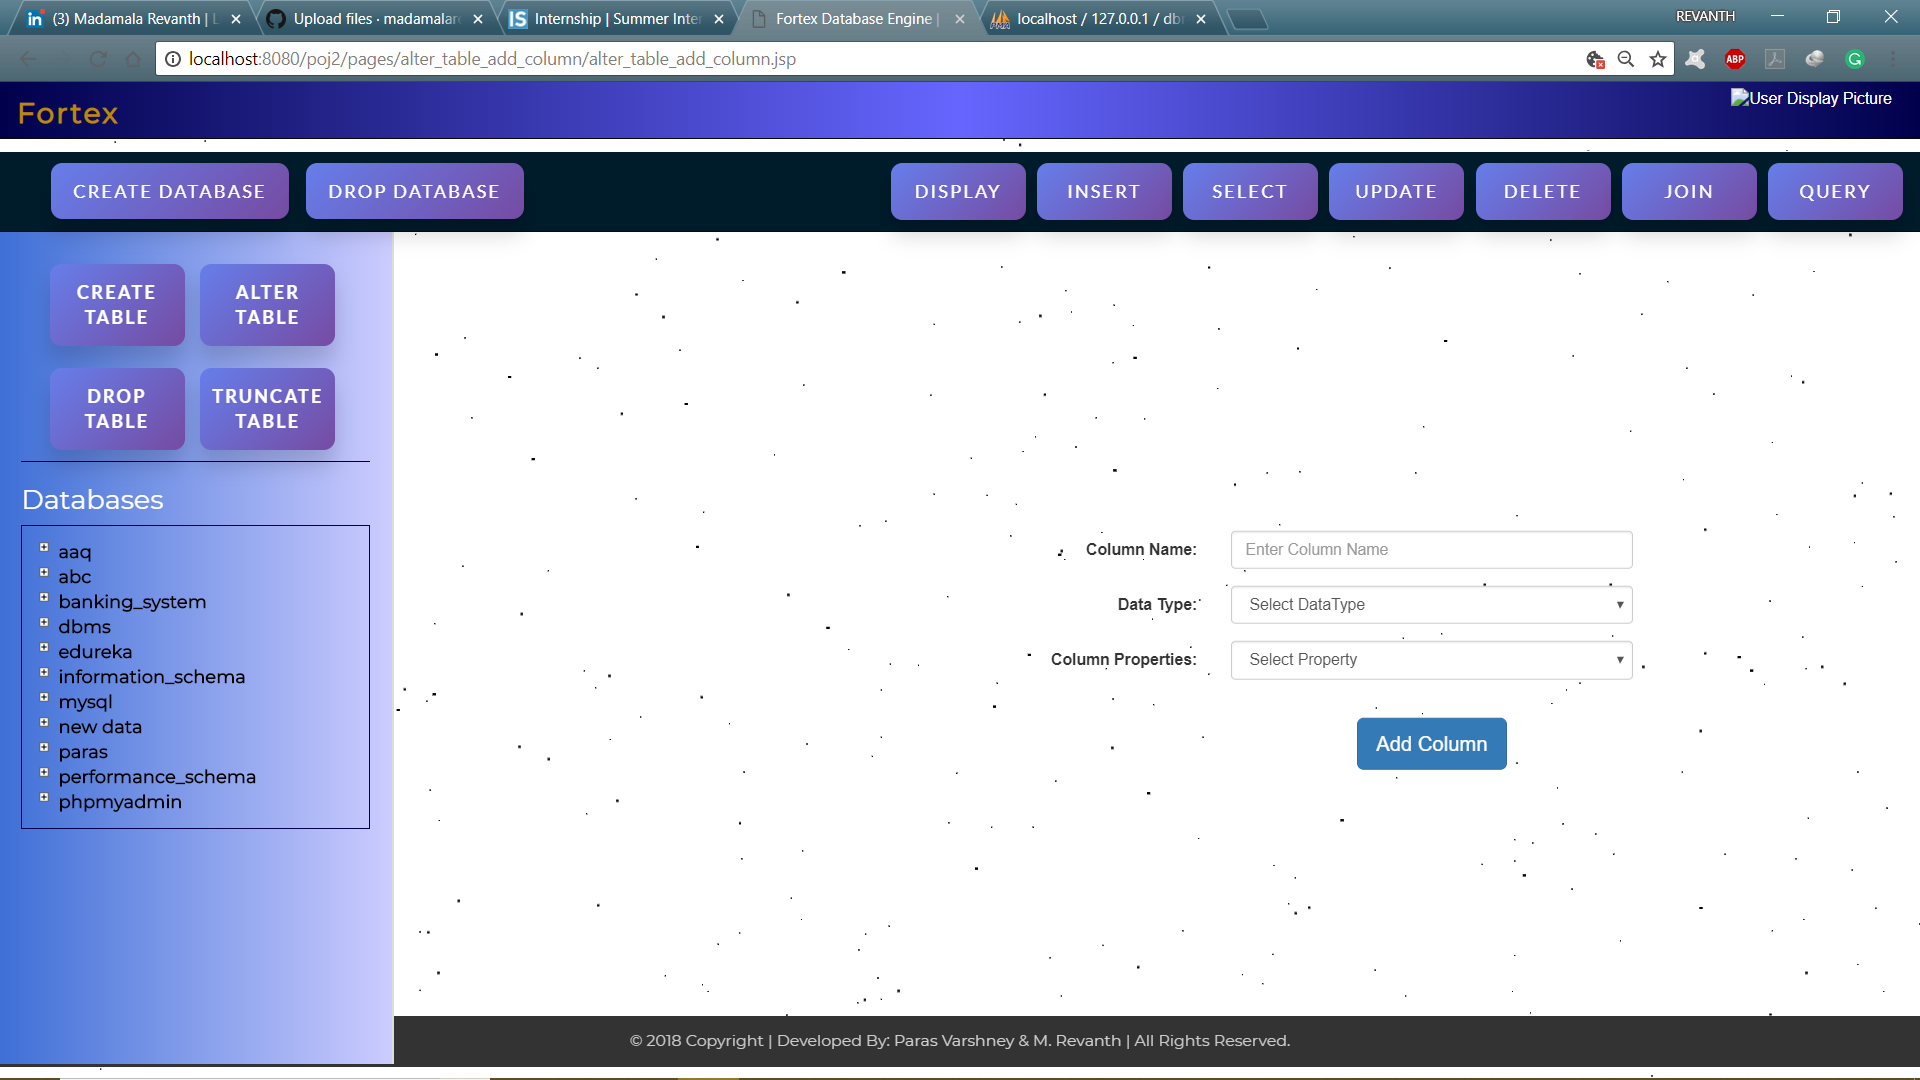 (3) Madamala Revanth | L
Upload files · madamalare
Internship | Summer Inter
Fortex Database Engine |
localhost / 127.0.0.1 / dbr
REVANTH
localhost:8080/poj2/pages/alter_table_add_column/alter_table_add_column.jsp
ABP
Fortex
User Display Picture
CREATE DATABASE
DROP DATABASE
DISPLAY
INSERT
SELECT
UPDATE
DELETE
JOIN
QUERY
CREATE
TABLE
ALTER
TABLE
DROP
TABLE
TRUNCATE
TABLE
Databases
aaq
abc
banking_system
dbms
edureka
information_schema
mysql
new data
paras
performance_schema
phpmyadmin
Column Name:
Enter Column Name
Data Type:
Select DataType
Column Properties:
Select Property
Add Column
© 2018 Copyright | Developed By: Paras Varshney & M. Revanth | All Rights Reserved.